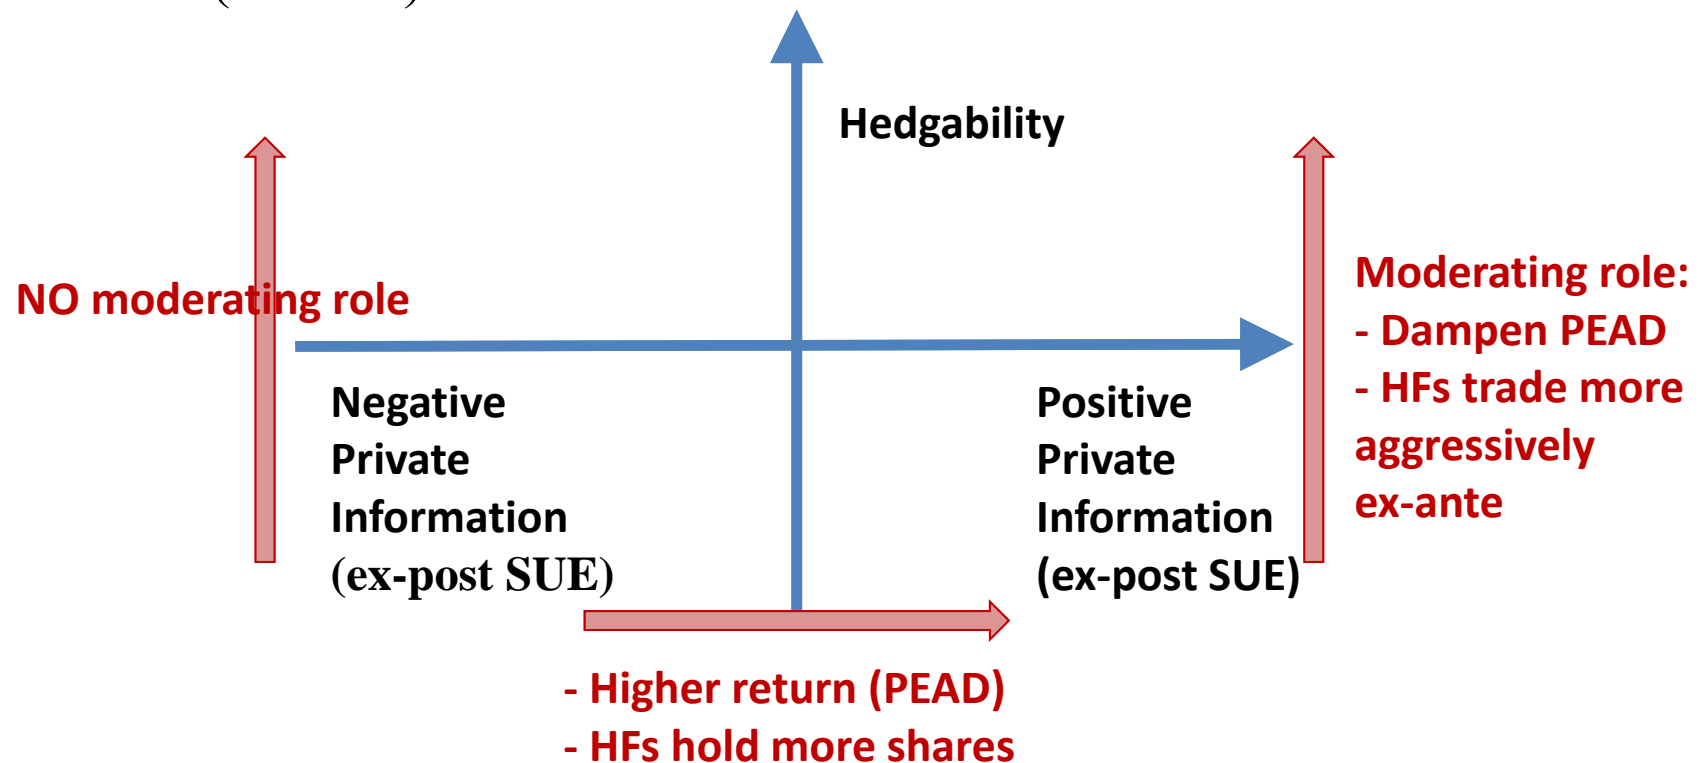 Hedgability
NO moderating role
Moderating role:
- Dampen PEAD
- HFs trade more
aggressively
ex-ante
Negative
Private
Information
(ex-post SUE)
Positive
Private
Information
(ex-post SUE)
- Higher return (PEAD)
- HFs hold more shares